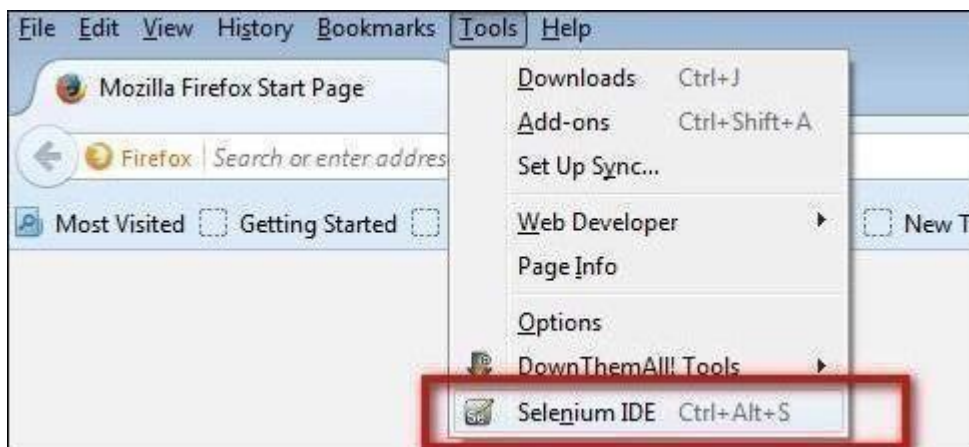 File Edit View History Bookmarks Tools Help
Mozilla Firefox Start Page
Firefox Search or enter addres
Most Visited Getting Started New T
Downloads Ctrl+J
Add-ons Ctrl+Shift+A
Set Up Sync...
Web Developer
Page Info
Options
DownThemAll! Tools
Selenium IDE Ctrl+Alt+S